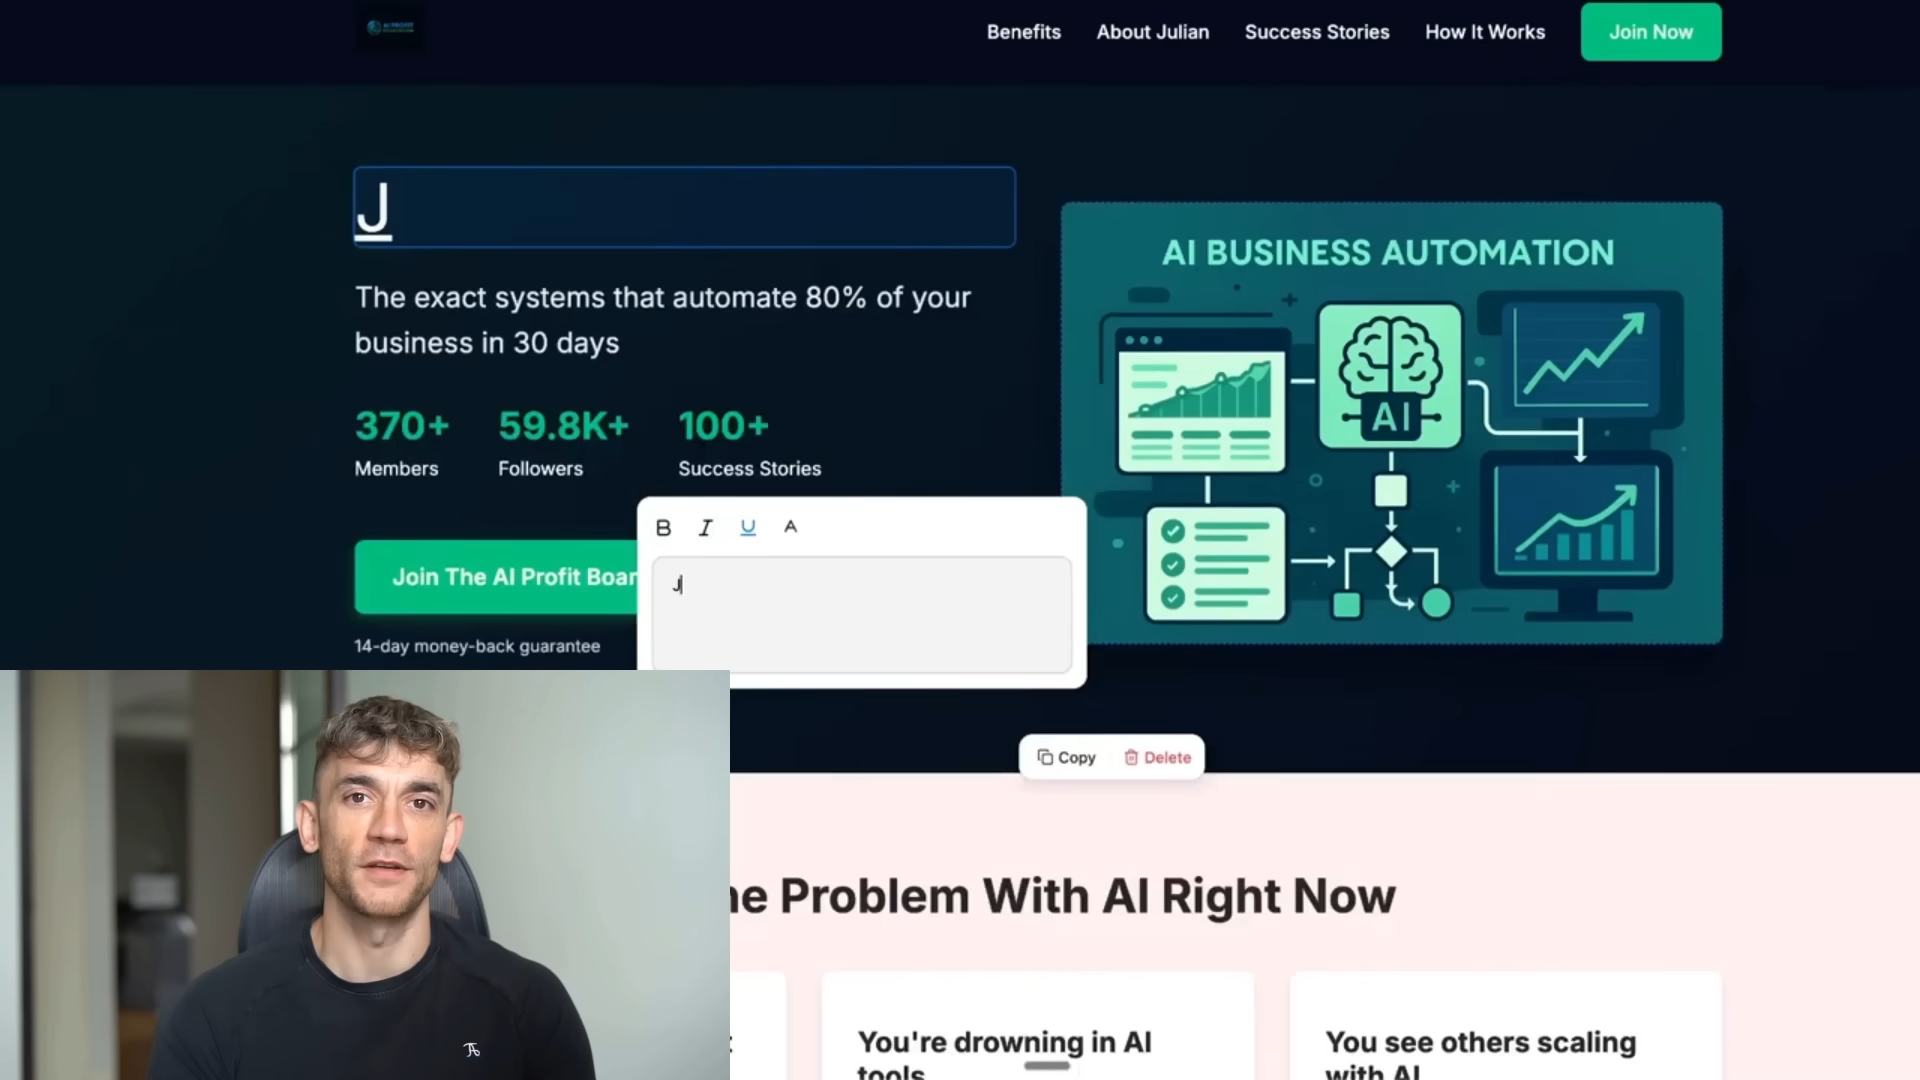 AI PROFIT
Benefits
About Julian
Success Stories
How It Works
Join Now
J
The exact systems that automate 80% of your
business in 30 days
370+
59.8K+
100+
Members
Followers
Success Stories
Join The AI Profit Boar
14-day money-back guarantee
B I U A
J
AI BUSINESS AUTOMATION
AI
Copy
Delete
he Problem With AI Right Now
You're drowning in AI
tools
You see others scaling
with AI